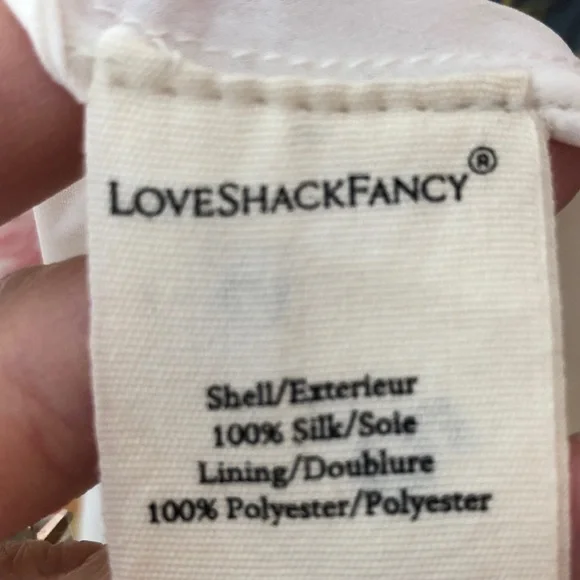 LOVESHACKFANCY®
Shell/Exterieur
100% Silk/Soie
Lining/Doublure
100% Polyester/Polyester